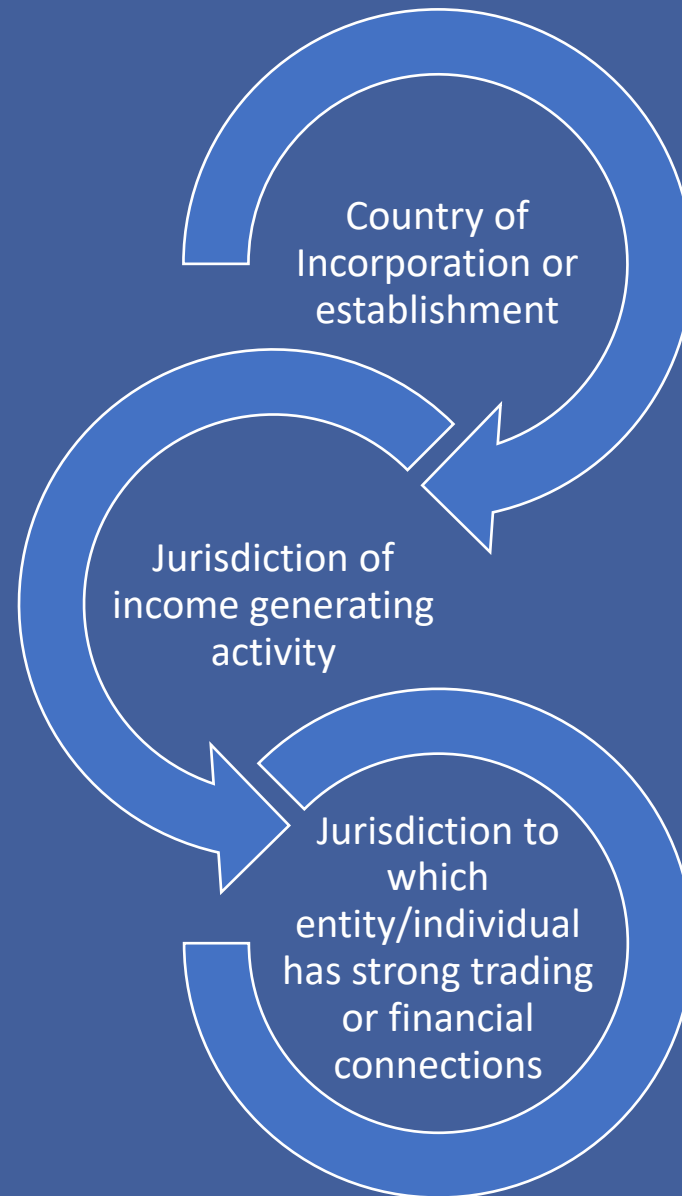 Country of
Incorporation or
establishment
Jurisdiction of
income generating
activity
Jurisdiction to
which
entity/individual
has strong trading
or financial
connections